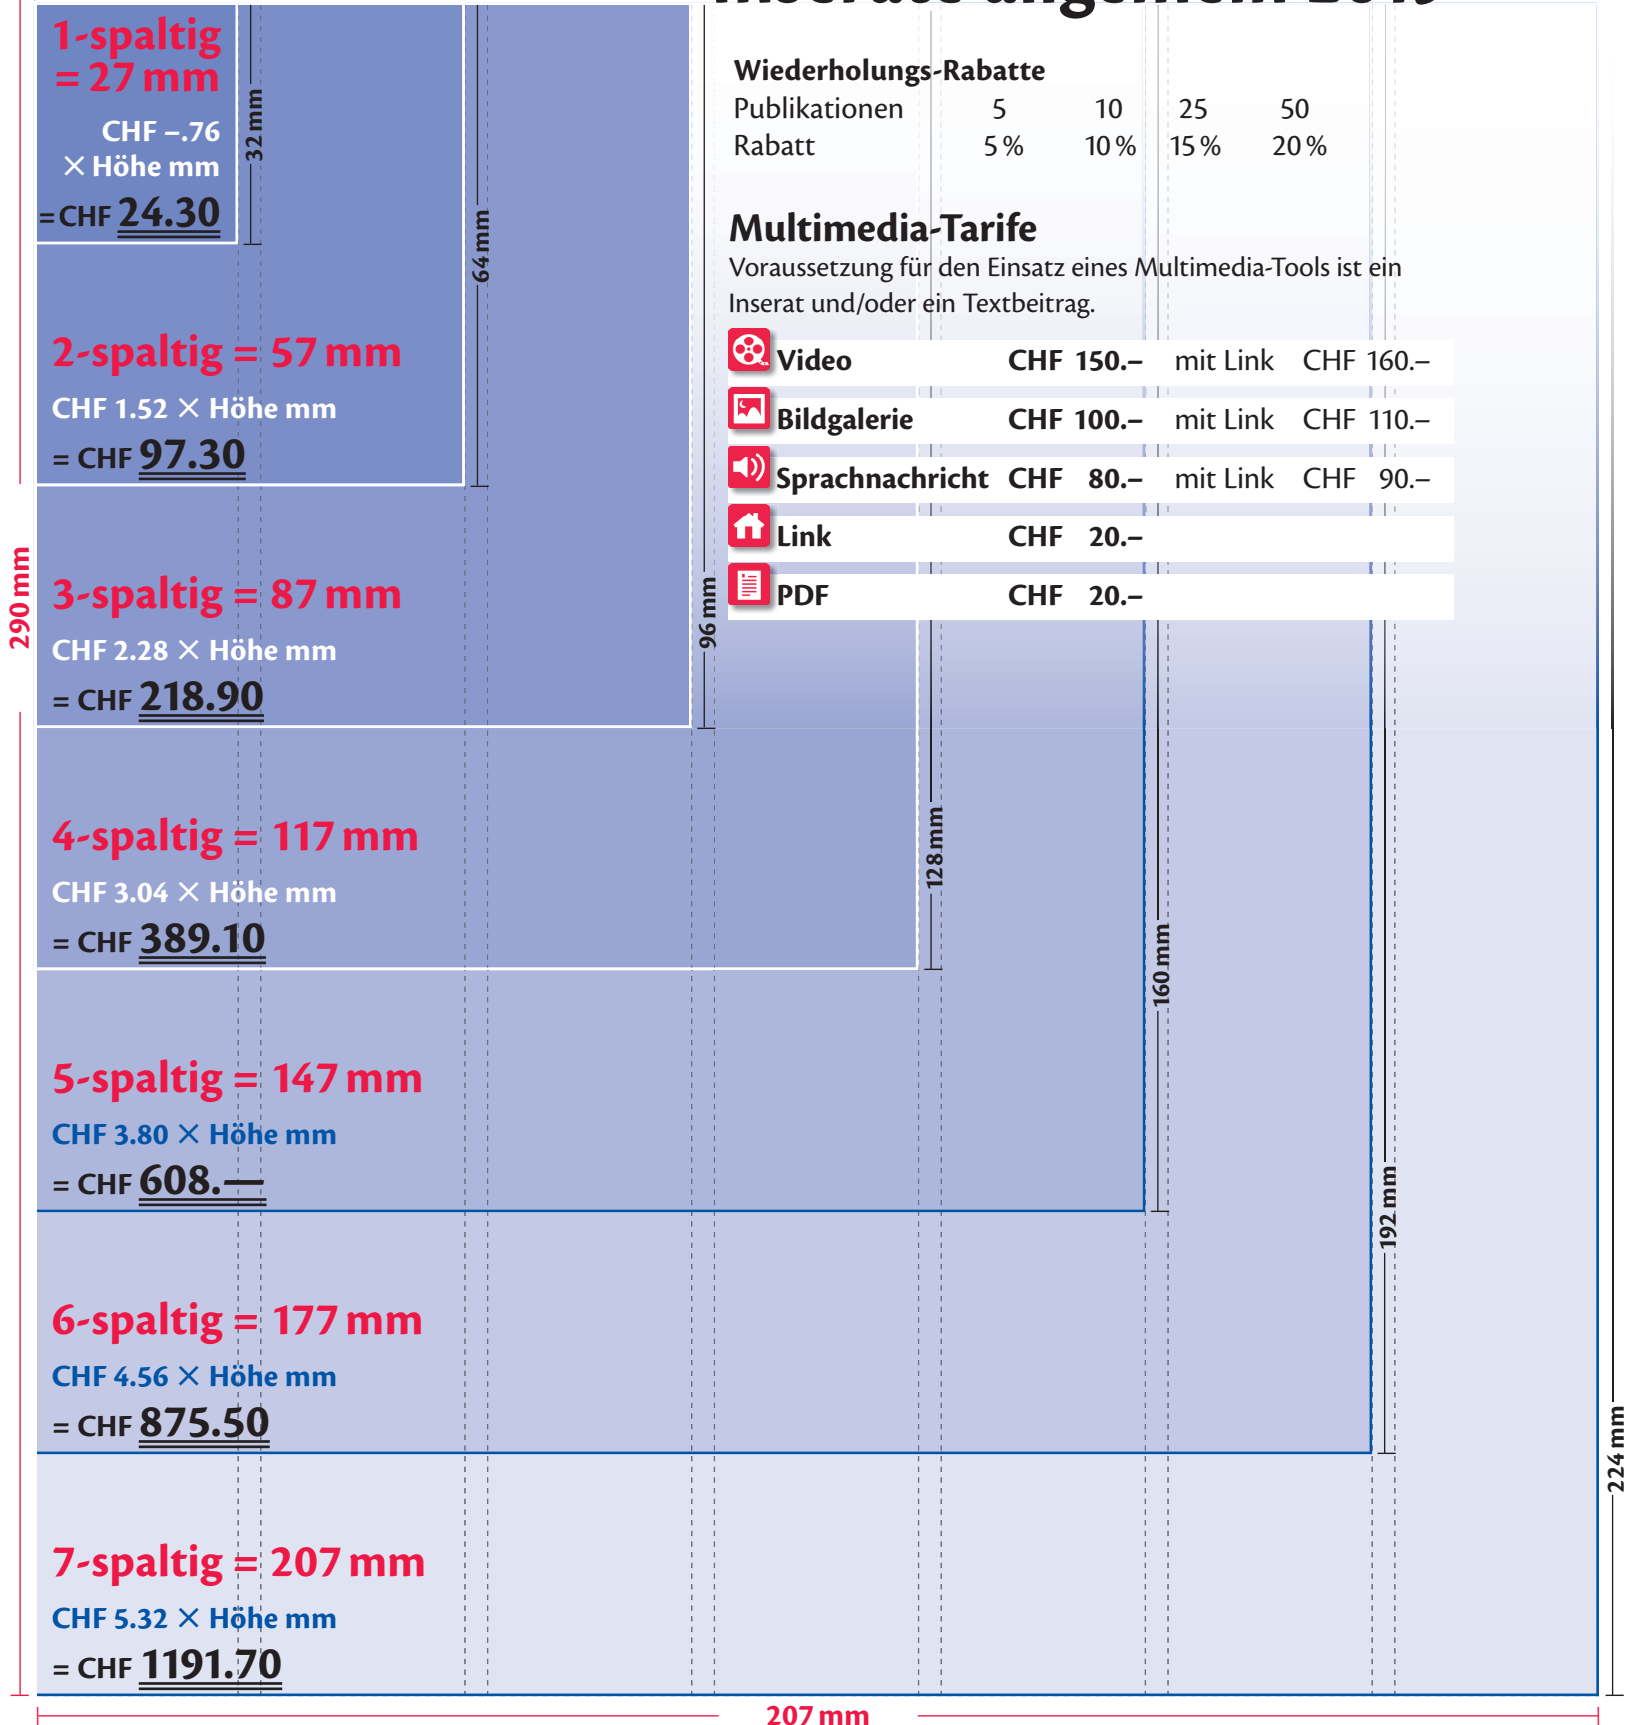 1-spaltig
= 27 mm
CHF –.76
× Höhe mm
= CHF 24.30
32 mm
2-spaltig = 57 mm
CHF 1.52 × Höhe mm
= CHF 97.30
64 mm
3-spaltig = 87 mm
CHF 2.28 × Höhe mm
= CHF 218.90
96 mm
Wiederholungs-Rabatte
Publikationen 5 10 25 50
Rabatt 5 % 10 % 15 % 20 %
Multimedia-Tarife
Voraussetzung für den Einsatz eines Multimedia-Tools ist ein
Inserat und/oder ein Textbeitrag.
Video CHF 150.– mit Link CHF 160.–
Bildgalerie CHF 100.– mit Link CHF 110.–
Sprachnachricht CHF 80.– mit Link CHF 90.–
Link CHF 20.–
PDF CHF 20.–
290 mm
4-spaltig = 117 mm
CHF 3.04 × Höhe mm
= CHF 389.10
128 mm
5-spaltig = 147 mm
CHF 3.80 × Höhe mm
= CHF 608.—
160 mm
6-spaltig = 177 mm
CHF 4.56 × Höhe mm
= CHF 875.50
192 mm
7-spaltig = 207 mm
CHF 5.32 × Höhe mm
= CHF 1191.70
224 mm
207 mm